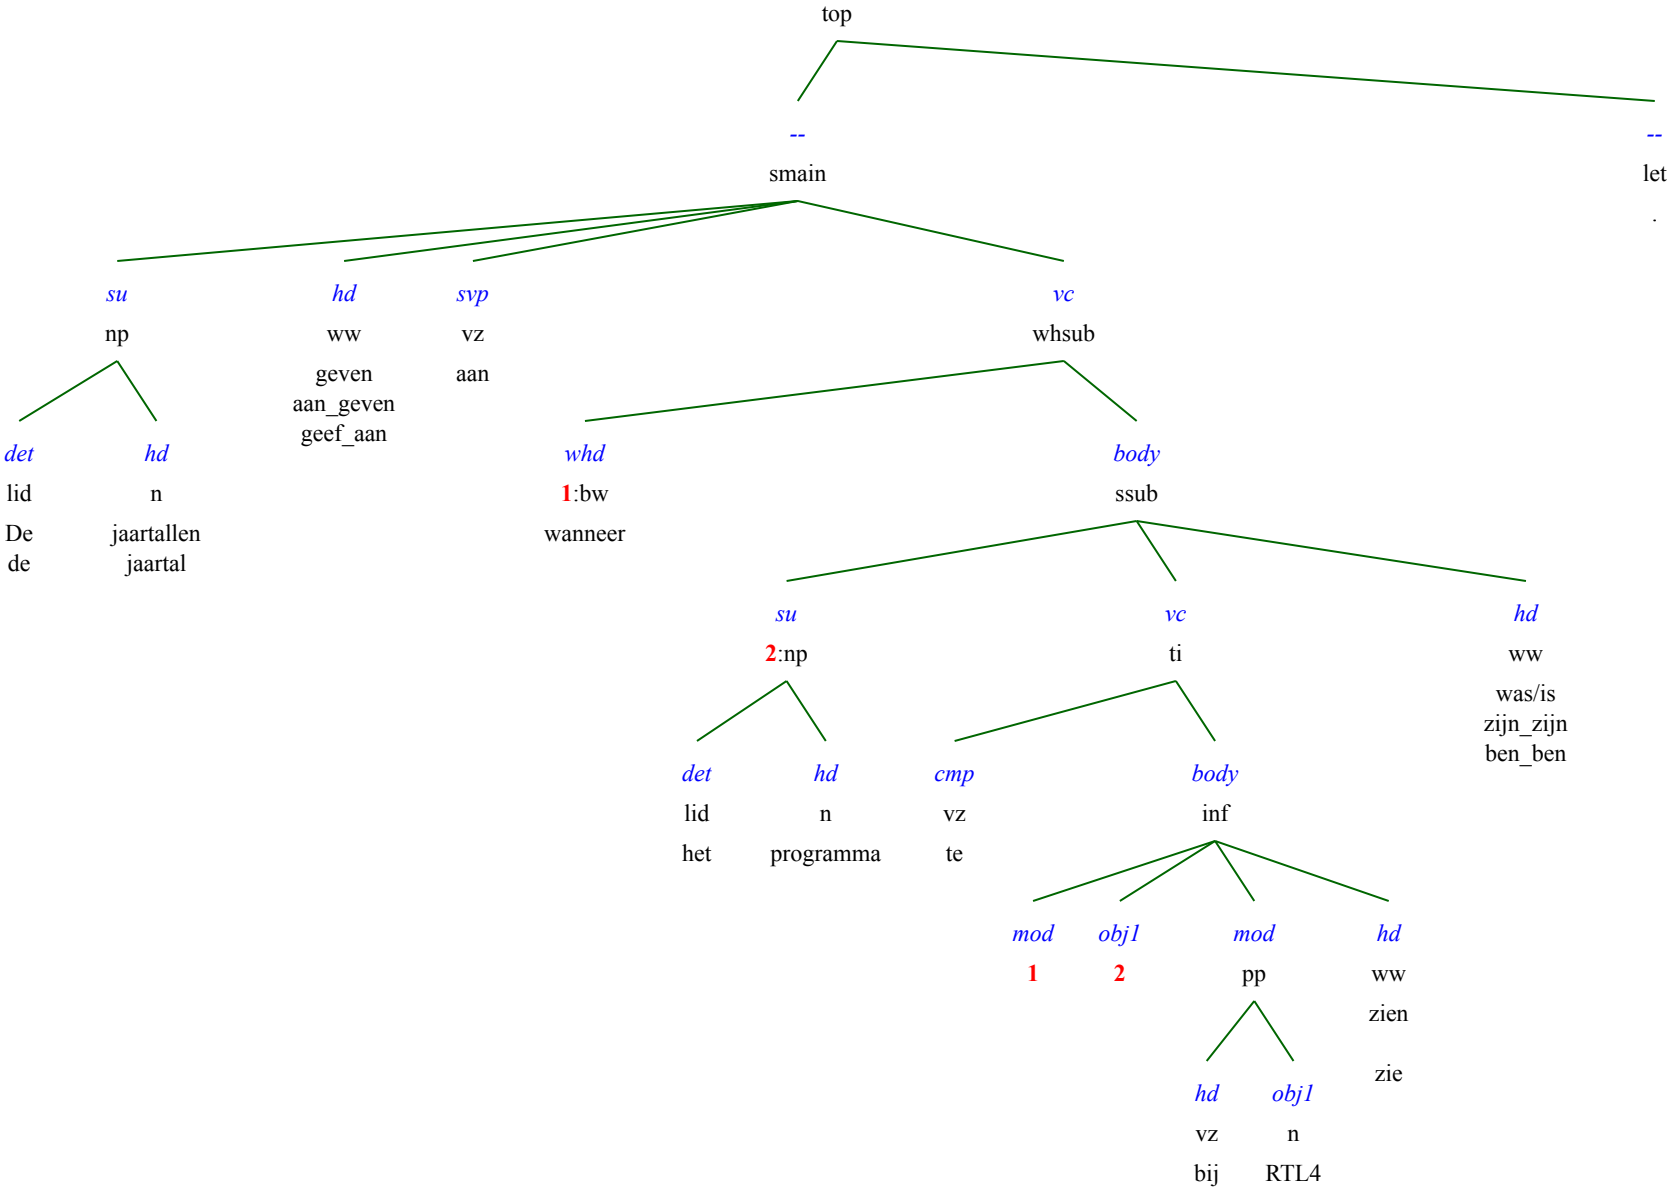 top
-- --
smain let
.
su hd svp vc
np ww vz whsub
geven aan
aan_geven
geef_aan
det hd whd body
lid n 1:bw ssub
De jaartallen wanneer
de jaartal
su vc hd
2:np ti ww
was/is
zijn_zijn
ben_ben
det hd cmp body
lid n vz inf
het programma te
mod obj1 mod hd
1 2 pp ww
zien
zie
hd obj1
vz n
bij RTL4